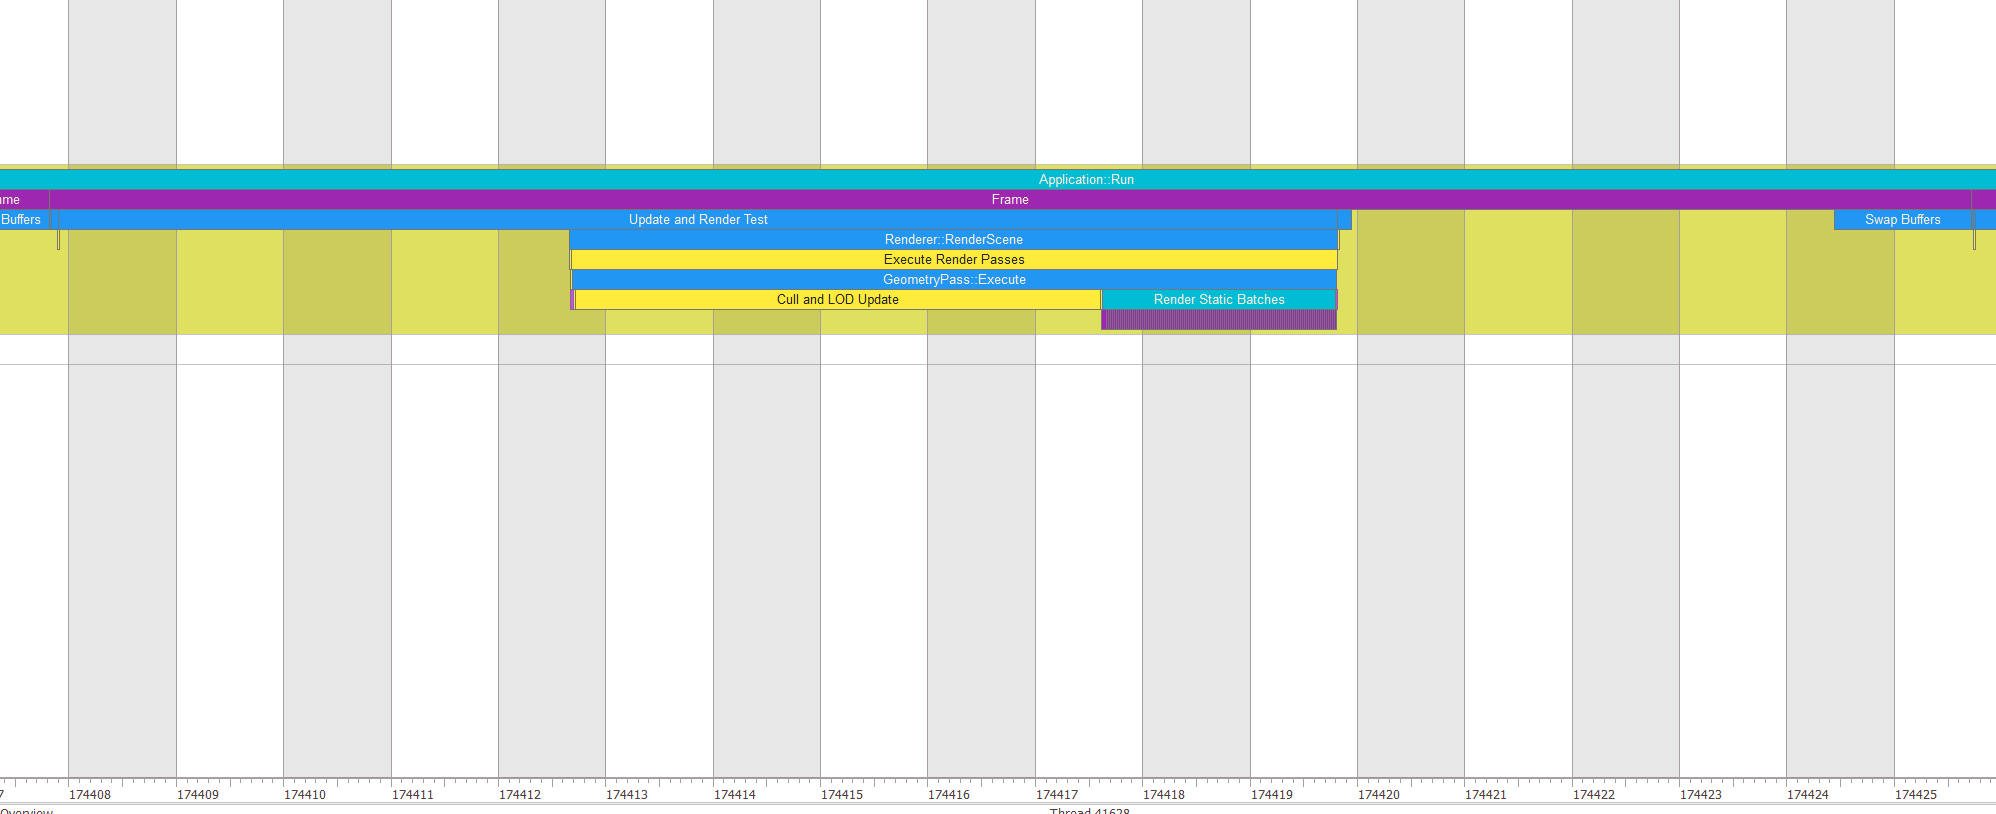 Application::Run
ame Frame
Buffers Update and Render Test Swap Buffers
Renderer::RenderScene
Execute Render Passes
GeometryPass::Execute
Cull and LOD Update Render Static Batches
7 174408 174409 174410 174411 174412 174413 174414 174415 174416 174417 174418 174419 174420 174421 174422 174423 174424 174425
Overview Thread 41628